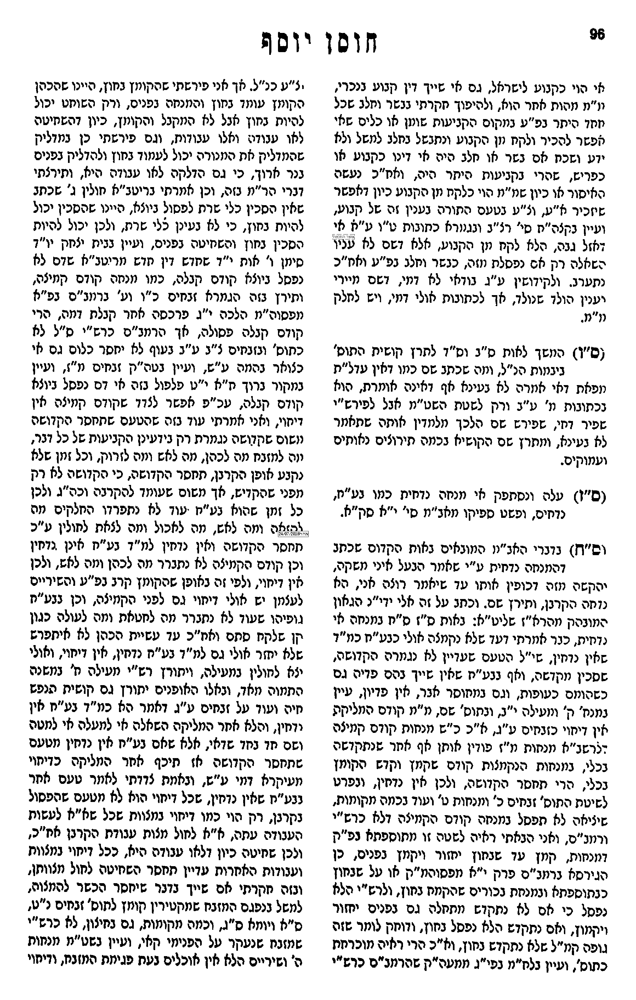 96
חוסן יוסף
אי הוי כקבוע לישראל, גם אי שייך דין קבוע בנכרי,
מ"מ מהות אחר הוא, ולהיפוך חקרתי בבשר וחלב שכל
חחד היתר בפ"ע במקום הקביעות שומן או כלים שאי
אפשר להכיר ולקח מן הקבוע ונתבשל בחלב למשל ולא
ידע ושכח אם בשר או חלב היה אי דינו כקבוע או
כפריש, שהרי בקביעות היתר היה, ואח"כ נעשה
האיסור או כיון שמ"מ הוי כלקח מן הקבוע כיון דאפשר
שיזכיר א"ע, וצ"ע בטעם התורה בענין זה של קבוע,
ועיין בקצה"ח סי' רצ"ב ובגמרא כתובות ט"ו ע"א אי
אוצר החכמה
דאזל גבה, הלא לקח מן הקבוע, אלא דשם לא עליו
השאלה רק אם נפסלת מזה, כבשר וחלב בפ"ע ואח"כ
נתערב. ולקידושין ע"ג בודאי לא דמי, דשם מיירי
יענין הולד שנולד, אך לכתובות אולי דמי, ויש לחלק
מ"מ.
(ס"ו) המשך לאות ס"ב וס"ד לתרץ קושית התוס'
ביבמות הנ"ל, ומה שכתב שם כמו דאין עדל"ת
מפאת דאי אמרה לא בעינא אף דאינה אומרת, הוא
בכתובות מ' ע"ב ורק לשטת השט"מ אבל לפירש"י
שפיר דחי, שפירש שם הלכך מלמדין אותה שתאמר
לא בעינא, ומתרץ שם הקושיא בכמה תירוצים נאותים
ועמוקים.
(ס"ז) עלה ונסתפק אי מנחה נדחית כמו בע"ח,
נדחים, ופשט ספיקו מאב"מ סי' י"א סק"א.
(ס"ח) בדברי האב"מ המובאים באות הקדום שכתב
דהמנחה נדחית ע"י שאמר הבעל איני משקה,
יהקשה מזה דכופין אותו עד שיאמר רוצה אני, הא
נדחה הקרבן, ותירץ שם. וכתב על זה אלי ידי"נ הגאון
המובהק מהרא"ז שליט"א: באות ס"ז ס"ח במנחה אי
נדחית, כבר אמרתי דעד שלא נקמצה אולי כבע"ח כמ"ד
שאין נדחין, שי"ל הטעם שעדיין לא נגמרה הקדושה,
שסכין מקדשה, ואף בבע"ח שאין שייך בהם פדיה גם
כשהומם כעופות, וגם במחוסר אבר, אין פדיון, עיין
במנח' ק' ומעילה י"ב, ובתוס' שם, מ"מ קודם המליקה
אין דיחוי כזבחים ע"ג, א"כ כ"ש מנחות קודם קמיצה
דלרשב"א מנחות מ"ז פודין אותן אף אחר שנתקדשה
בכלי, במנחות הנקמצות קודם שקמץ וקדש הקומץ
בכלי, הרי תחסר הקדושה, ולכן אין נדחין, ובפרט
לשיטת התוס' זבחים כ' ומנחות ט' ועוד בכמה מקומות,
שיציאה לא תפסל במנחה קודם הקמיצה דלא כרש"י
ורמב"ם, ואני הבאתי ראיה לשטה זו מתוספתא בפ"ק
דמנחות, קמץ עד שבחוץ יחזור ויקמץ בפנים, כן
הגירסא ברמב"ם פרק י"א מפסוהמ"ק או על שבחוץ
כבתוספתא ובמנחת בכורים שהקמח בחוץ, ולרש"י הלא
נפסל כי אם לא נתקדש מתחלה גם בפנים יחזור
ויקמוץ, ואם נתקדש הלא נפסל בחוץ, ודוחק לומר שזה
גופה קמ"ל שלא נתקדש בחוץ, וא"כ הרי ראיה מוכרחת
כתוס', ועיין בלח"מ בפי"ג ממעה"ק שהרמב"ם כרש"י
וצ"ע כנ"ל. אך אני פירשתי שהקומץ בחוץ, היינו שהכהן
הקומץ עומד בחוץ והמנחה בפנים, ורק השוחט יכול
להיות בחוץ אבל לא המקבל והקומץ, כיון דהשחיטה
לאו עבודה ואלו עבודות, וגם פירשתי כן במדליק
שהמדליק את המנורה יכול לעמוד בחוץ ולהדליק בפנים
בנר ארוך, כי גם הדלקה לאו עבודה היא, ותירצתי
דברי הר"מ בזה, וכן אמרתי בריטב"א חולין ג' שכתב
שאין הסכין כלי שרת לפסול ביוצא, היינו שהסכין יכול
להיות בחוץ, כי לא בעינן כלי שרת, ולכן יכול להיות
הסכין בחוץ והשחיטה בפנים, ועיין בבית יצחק יו"ד
סימן ו' אות י"ד שחדש דין חדש מריטב"א שדם לא
נפסל ביוצא קודם קבלה, כמו מנחה קודם קמיצה,
ותירץ בזה הגמרא זבחים כ"ו וע' ברמב"ם בפ"א
מפסוה"מ הלכה י"ג פרכסה אחר קבלת דמה, הרי
קודם קבלה פסולה, אך הרמב"ם כרש"י ס"ל לא
כתוס' ובזבחים צ"ב ע"ב בעוף לא יחסר כלום גם אי
כצואר בהמה ע"ש, ועיין בטה"ק זבחים מ"ז, ועיין
במקור ברוך ח"א י"ט פלפול בזה אי דם נפסל ביוצא
קודם קבלה, עכ"פ אפשר לצדד שקודם קמיצה אין
דיחוי, ואני אמרתי עוד בזה שהטעם שתחסר הקדושה
משום שקדושה נגמרת רק בידעינן הקביעות של כל דבר,
מה למזבח מה לכהן, מה לאש ומה לזרוק, וכל זמן שלא
נקבע אופן הקרבן, תחסר הקדושה, כי הקדושה לא רק
מפני שהקדיש, אך משום שעומד להקרבה וכה"ג ולכן
כל זמן שהוא בע"ח עוד לא נתפרדו החלקים מה
להזאה ומה לאש, מה לאכול ומה לצאת לחולין ע"כ
אח"ח24/07/2018
תחסר הקדושה ואין נדחין למ"ד בע"ח אינן נדחין
וכן קודם הקמיצה לא נתברר מה לכהן ומה לאש, ולכן
אין דיחוי, ולפי זה באופן שהקומץ קרב בפ"ע והשיריים
לעצמן יש אולי דיחוי גם לפני הקמיצה, וכן בבע"ח
גופיהו שעוד לא נתברר מה לחטאת ומה לעולה כגון
קן שלקח סתם ואח"כ עד עשיית הכהן לא איתפרש
שלא יחזר אולי גם למ"ד בע"ח נדחין, אין דיחוי, ואולי
יצא לחולין במעילה, ויתורץ רש"י מעילה ח' במשנה
התמוה מאד, ובאלו האופנים יתורץ גם קושית תנפש
חיה ועוד על זבחים ע"ג דאמר הא כמ"ד בע"ח אין
נדחין, והלא אחר המליקה השאלה אי למעלה אי למטה
ושם חד בחד שדאי, אלא שאם בע"ח אין נדחין מטעם
שתחסר הקדושה אז תיכף אחר המליקה כדיחוי
מעיקרא דמי ע"ש, ובאמת צדדתי לאמר טעם אחר
בבע"ח שאין נדחין, שכל דיחוי הוא לא מטעם שהפסול
בקרבן, רק הוי כמו דיחוי במצוות שכל שא"א לעשות
העבודה עתה, א"א לחול מצות עבודת הקרבן אח"כ,
ולכן שחיטה כיון דלאו עבודה היא, ככל דיחוי במצוות
ועבודות האחרות עדיין תחסר השחיטה לחול מצוותן,
ובזה חקרתי אם שייך בדבר שיחסר הכשר להמצוה,
למשל בנפגם המזבח שמקטירין קומץ לתוס' זבחים נ"ט,
ס"א ויומא ס"ג, וכמה מקומות, גם בחיצון, לא כרש"י
שמזבח שנעקר על הפנימי קאי, ועיין בשט"מ מנחות
ה' ושיריים הלא אין אוכלים בעת פגימת המזבח, ודיחוי